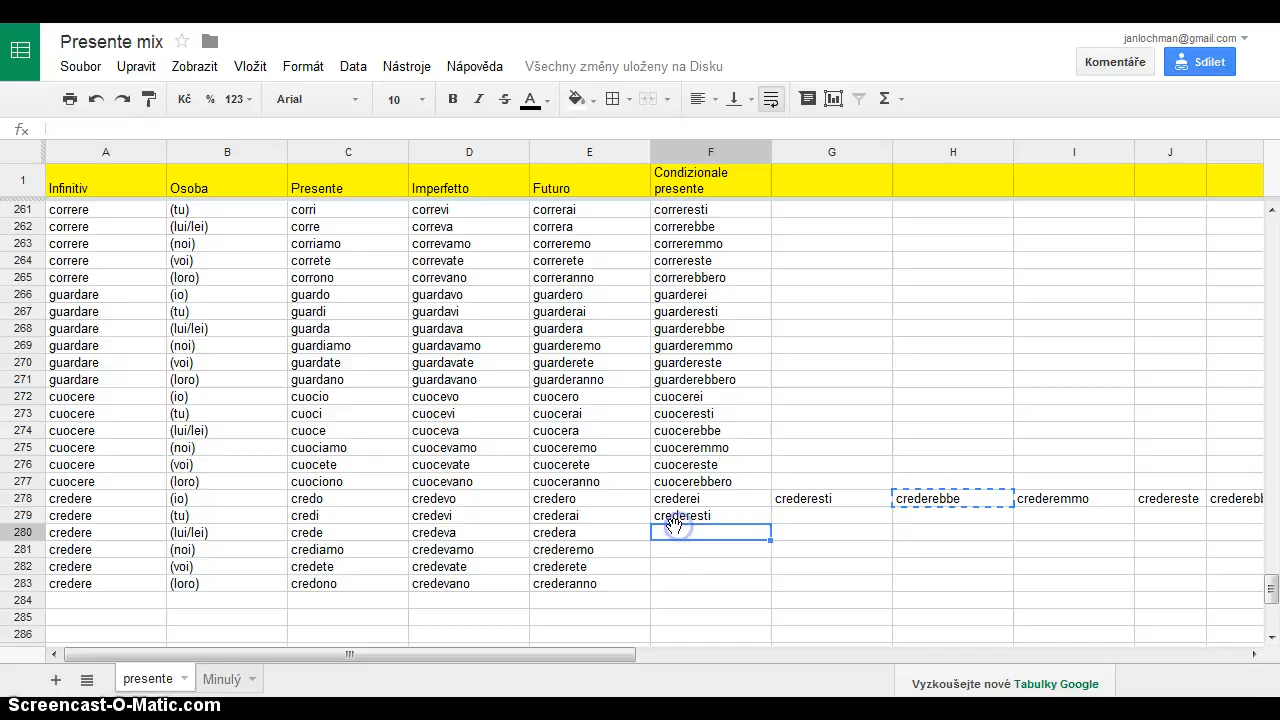 Presente mix
janlochman@gmail.com
Soubor Upravit Zobrazit Vložit Formát Data Nástroje Nápověda Všechny změny uloženy na Disku
Komentáře Sdílet
Kč % 123 Arial 10 B I S A Σ
fx
A B C D E F G H I J
1 Infinitiv Osoba Presente Imperfetto Futuro Condizionale presente
261 correre (tu) corri correvi correrai correresti
262 correre (lui/lei) corre correva correra correrebbe
263 correre (noi) corriamo correvamo correremo correremmo
264 correre (voi) correte correvate correrete correreste
265 correre (loro) corrono correvano correranno correrebbero
266 guardare (io) guardo guardavo guardero guarderei
267 guardare (tu) guardi guardavi guarderai guarderesti
268 guardare (lui/lei) guarda guardava guardera guarderebbe
269 guardare (noi) guardiamo guardavamo guarderemo guarderemmo
270 guardare (voi) guardate guardavate guarderete guardereste
271 guardare (loro) guardano guardavano guarderanno guarderebbero
272 cuocere (io) cuocio cuocevo cuocero cuocerei
273 cuocere (tu) cuoci cuocevi cuocerai cuoceresti
274 cuocere (lui/lei) cuoce cuoceva cuocera cuocerebbe
275 cuocere (noi) cuociamo cuocevamo cuoceremo cuoceremmo
276 cuocere (voi) cuocete cuocevate cuocerete cuocereste
277 cuocere (loro) cuociono cuocevano cuoceranno cuocerebbero
278 credere (io) credo credevo credero crederei crederesti crederebbe crederemmo credereste crederebb
279 credere (tu) credi credevi crederai crederesti
280 credere (lui/lei) crede credeva credera
281 credere (noi) crediamo credevamo crederemo
282 credere (voi) credete credevate crederete
283 credere (loro) credono credevano crederanno
284
285
286
presente Minulý
Vyzkoušejte nové Tabulky Google
Screencast-O-Matic.com